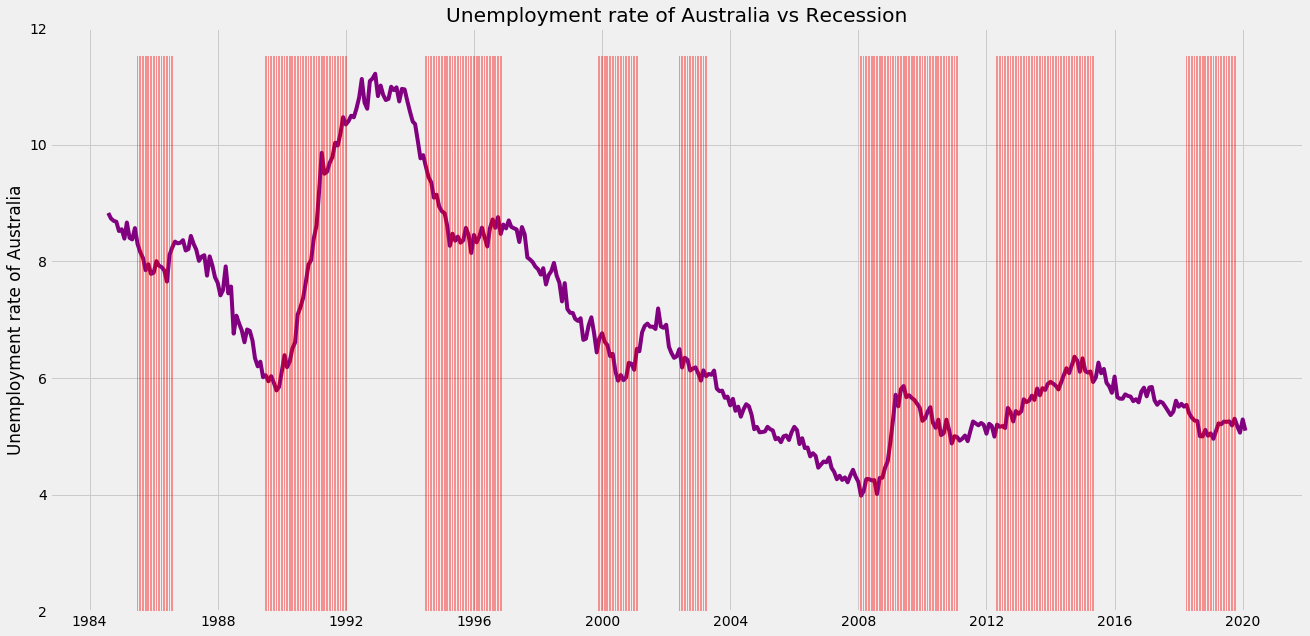 Unemployment rate of Australia vs Recession
Unemployment rate of Australia
12
10
8
6
4
2
1984 1988 1992 1996 2000 2004 2008 2012 2016 2020